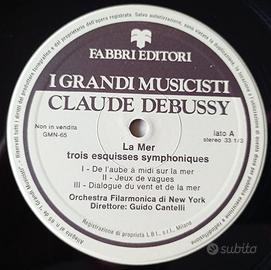 FABBRI EDITORI
I GRANDI MUSICISTI
CLAUDE DEBUSSY
Non in vendita
GMN-65
La Mer
trois esquisses symphoniques
lato A
stereo 33 1/3
I - De l'aube à midi sur la mer
II - Jeux de vagues
III - Dialogue du vent et de la mer
Orchestra Filarmonica di New York
Direttore: Guido Cantelli
Registrazione di proprietà L.D.L., s.r.l., Milano
subito